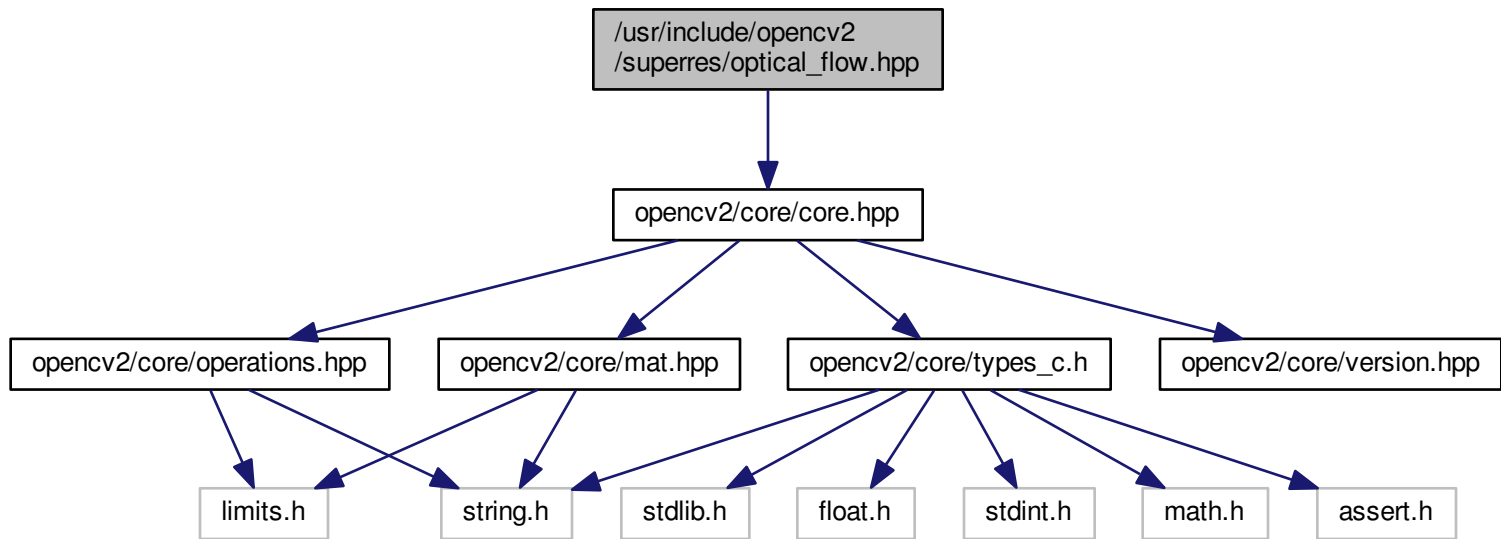 /usr/include/opencv2
/superres/optical_flow.hpp
opencv2/core/core.hpp
opencv2/core/operations.hpp
opencv2/core/mat.hpp
opencv2/core/types_c.h
opencv2/core/version.hpp
limits.h
string.h
stdlib.h
float.h
stdint.h
math.h
assert.h